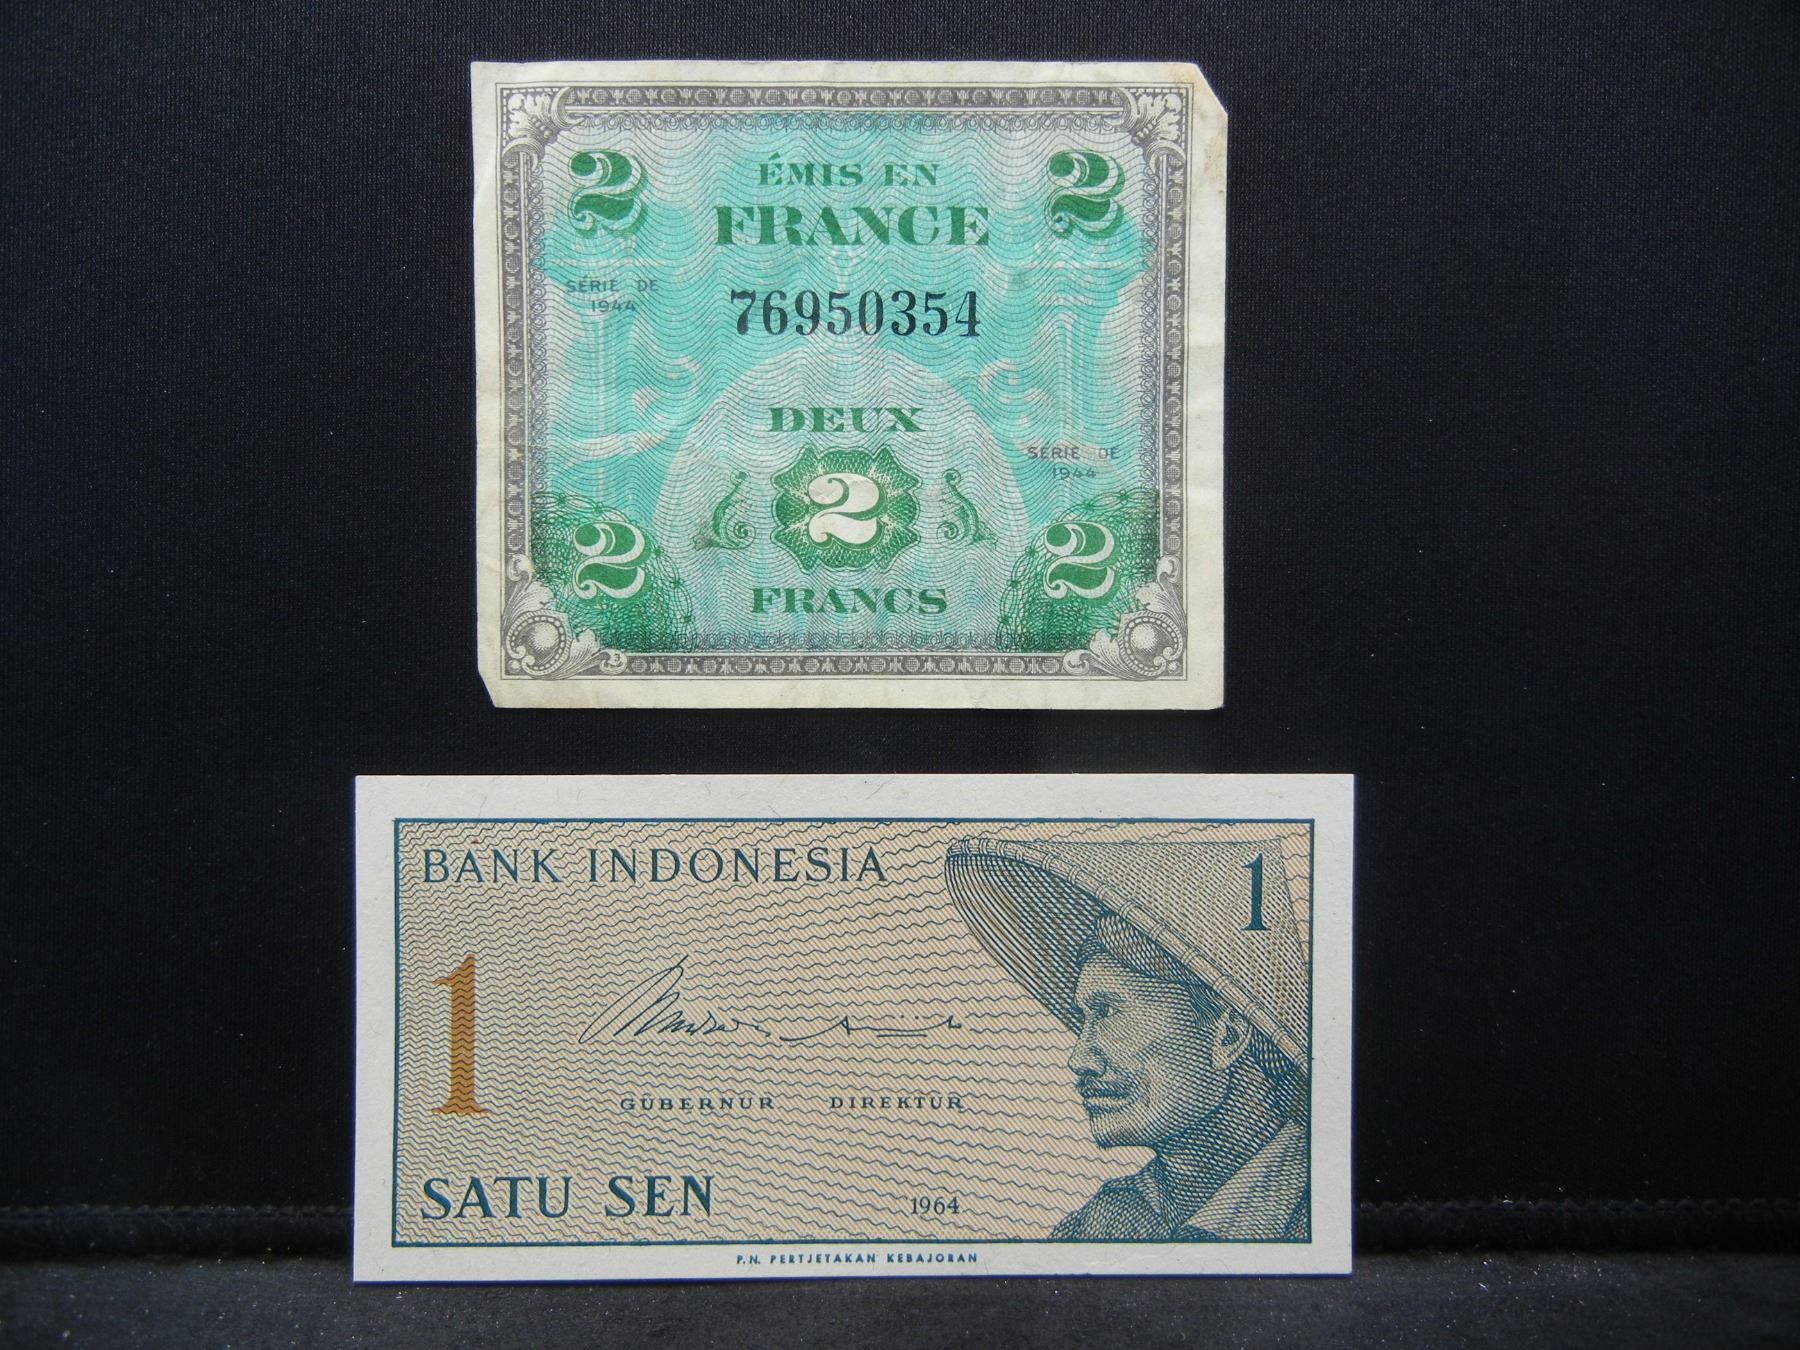 2 2
ÉMIS EN
FRANCE
SÉRIE DE
1944
76950354
DEUX
SÉRIE DE
1944
2
2 2
FRANCS
3
BANK INDONESIA
1
1
GUBERNUR DIREKTUR
SATU SEN
1964
P.N. PERTJETAKAN KEBAJORAN